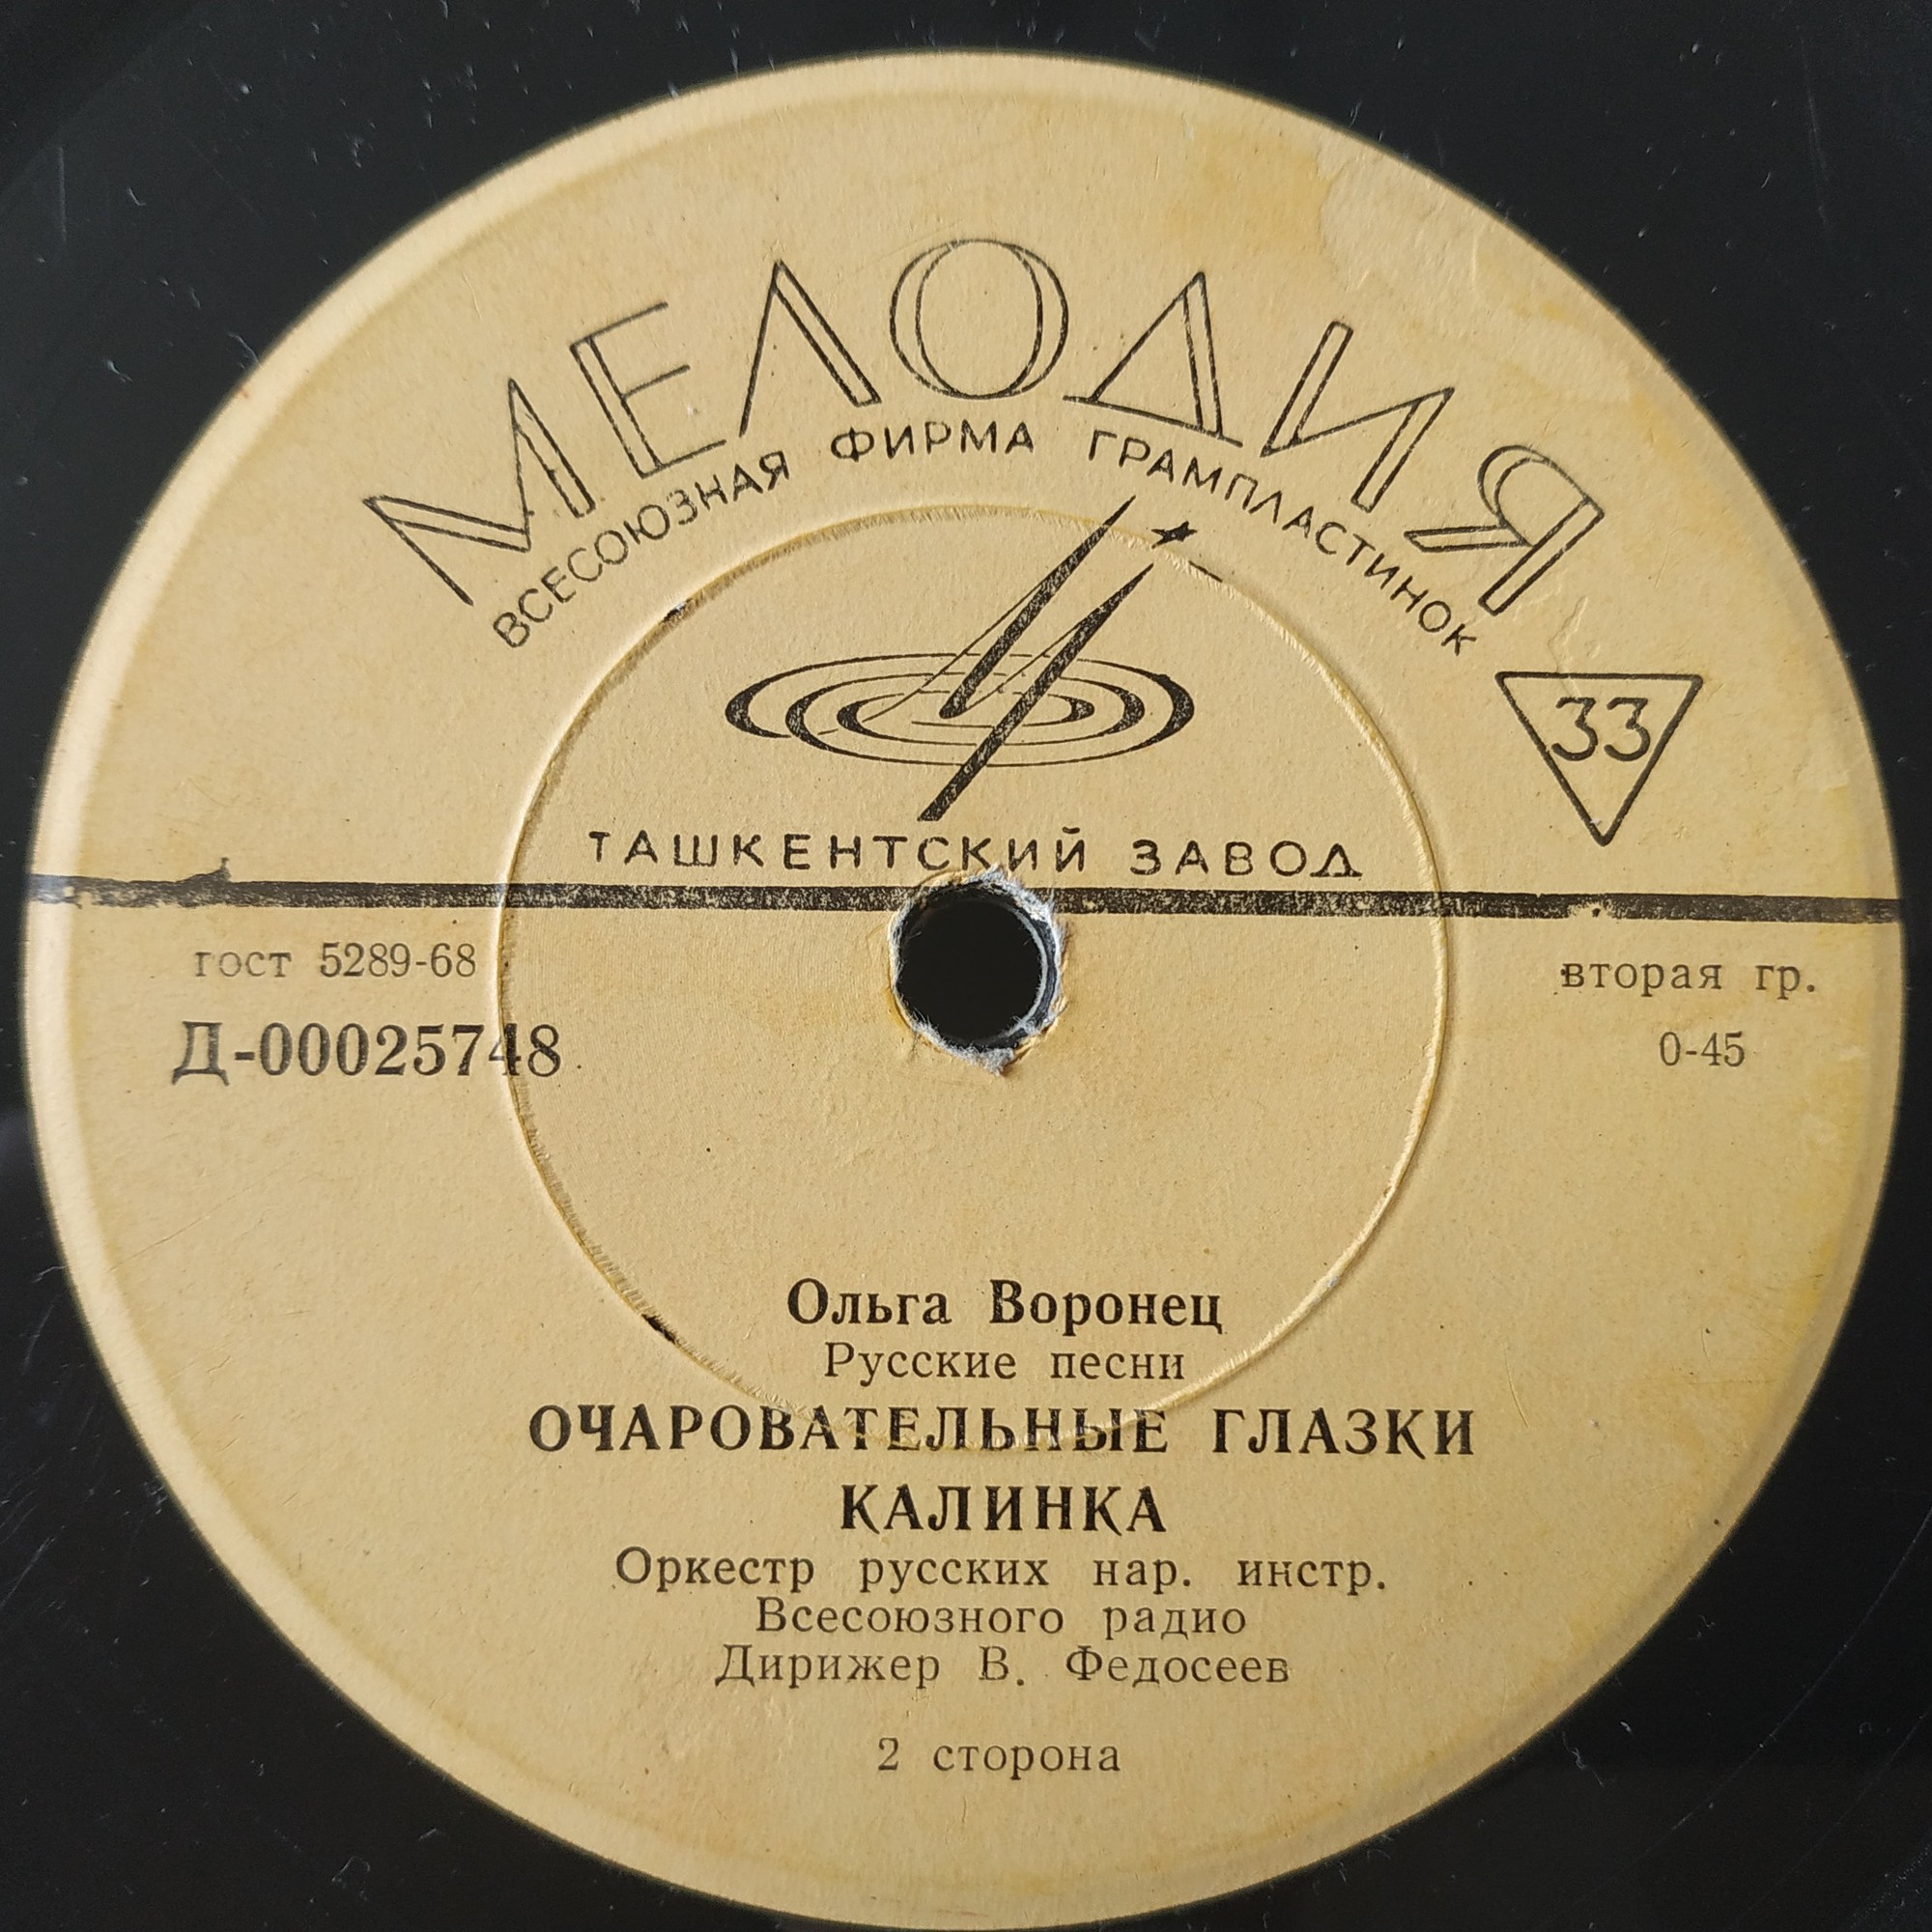 МЕЛОДИЯ
ВСЕСОЮЗНАЯ ФИРМА ГРАМПЛАСТИНОК
33
ТАШКЕНТСКИЙ ЗАВОД
гост 5289-68
вторая гр.
Д-00025748
0-45
Ольга Воронец
Русские песни
ОЧАРОВАТЕЛЬНЫЕ ГЛАЗКИ
КАЛИНКА
Оркестр русских нар. инстр.
Всесоюзного радио
Дирижер В. Федосеев
2 сторона